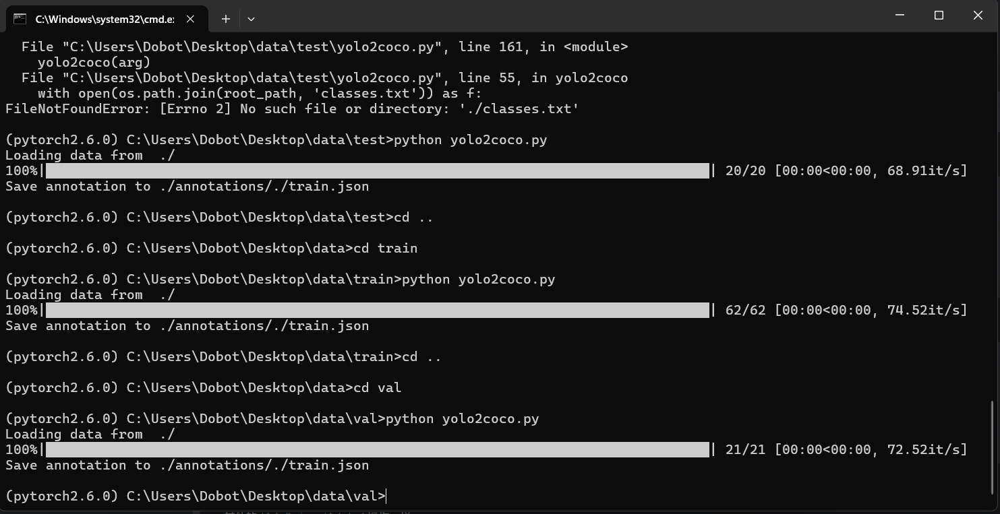 C:\Windows\system32\cmd.e
File "C:\Users\Dobot\Desktop\data\test\yolo2coco.py", line 161, in <module>
yolo2coco(arg)
File "C:\Users\Dobot\Desktop\data\test\yolo2coco.py", line 55, in yolo2coco
with open(os.path.join(root_path, 'classes.txt')) as f:
FileNotFoundError: [Errno 2] No such file or directory: './classes.txt'
(pytorch2.6.0) C:\Users\Dobot\Desktop\data\test>python yolo2coco.py
Loading data from  ./
100%| | 20/20 [00:00<00:00, 68.91it/s]
Save annotation to ./annotations/./train.json
(pytorch2.6.0) C:\Users\Dobot\Desktop\data\test>cd ..
(pytorch2.6.0) C:\Users\Dobot\Desktop\data>cd train
(pytorch2.6.0) C:\Users\Dobot\Desktop\data\train>python yolo2coco.py
Loading data from  ./
100%| | 62/62 [00:00<00:00, 74.52it/s]
Save annotation to ./annotations/./train.json
(pytorch2.6.0) C:\Users\Dobot\Desktop\data\train>cd ..
(pytorch2.6.0) C:\Users\Dobot\Desktop\data>cd val
(pytorch2.6.0) C:\Users\Dobot\Desktop\data\val>python yolo2coco.py
Loading data from  ./
100%| | 21/21 [00:00<00:00, 72.52it/s]
Save annotation to ./annotations/./train.json
(pytorch2.6.0) C:\Users\Dobot\Desktop\data\val>